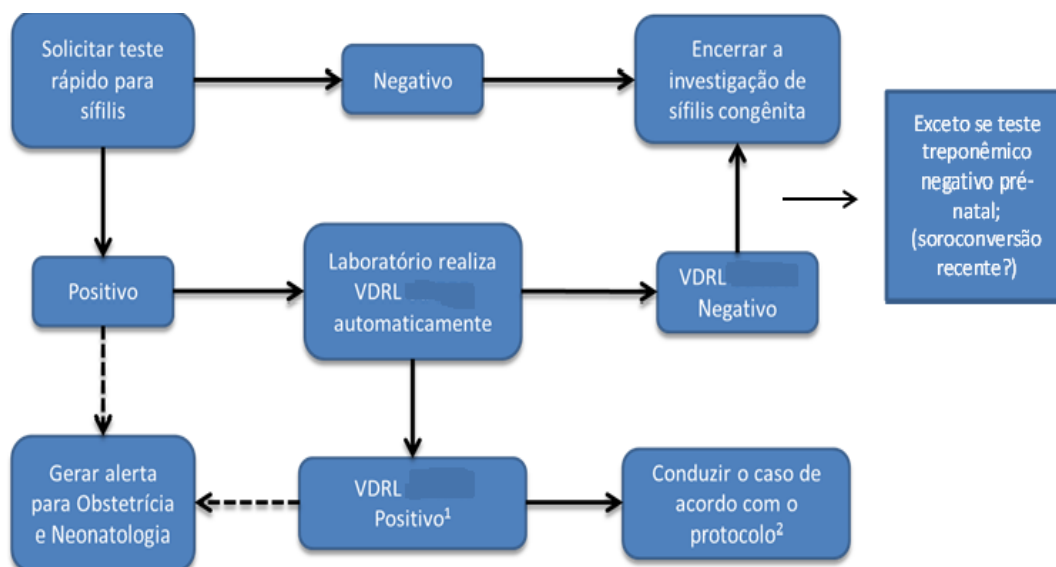 Solicitar teste
rápido para
sífilis
Negativo
Encerrar a
investigação de
sífilis congênita
Exceto se teste
treponêmico
negativo pré-
natal;
(soroconversão
recente?)
Positivo
Laboratório realiza
VDRL
automaticamente
VDRL
Negativo
Gerar alerta
para Obstetrícia
e Neonatologia
VDRL
Positivo¹
Conduzir o caso de
acordo com o
protocolo²